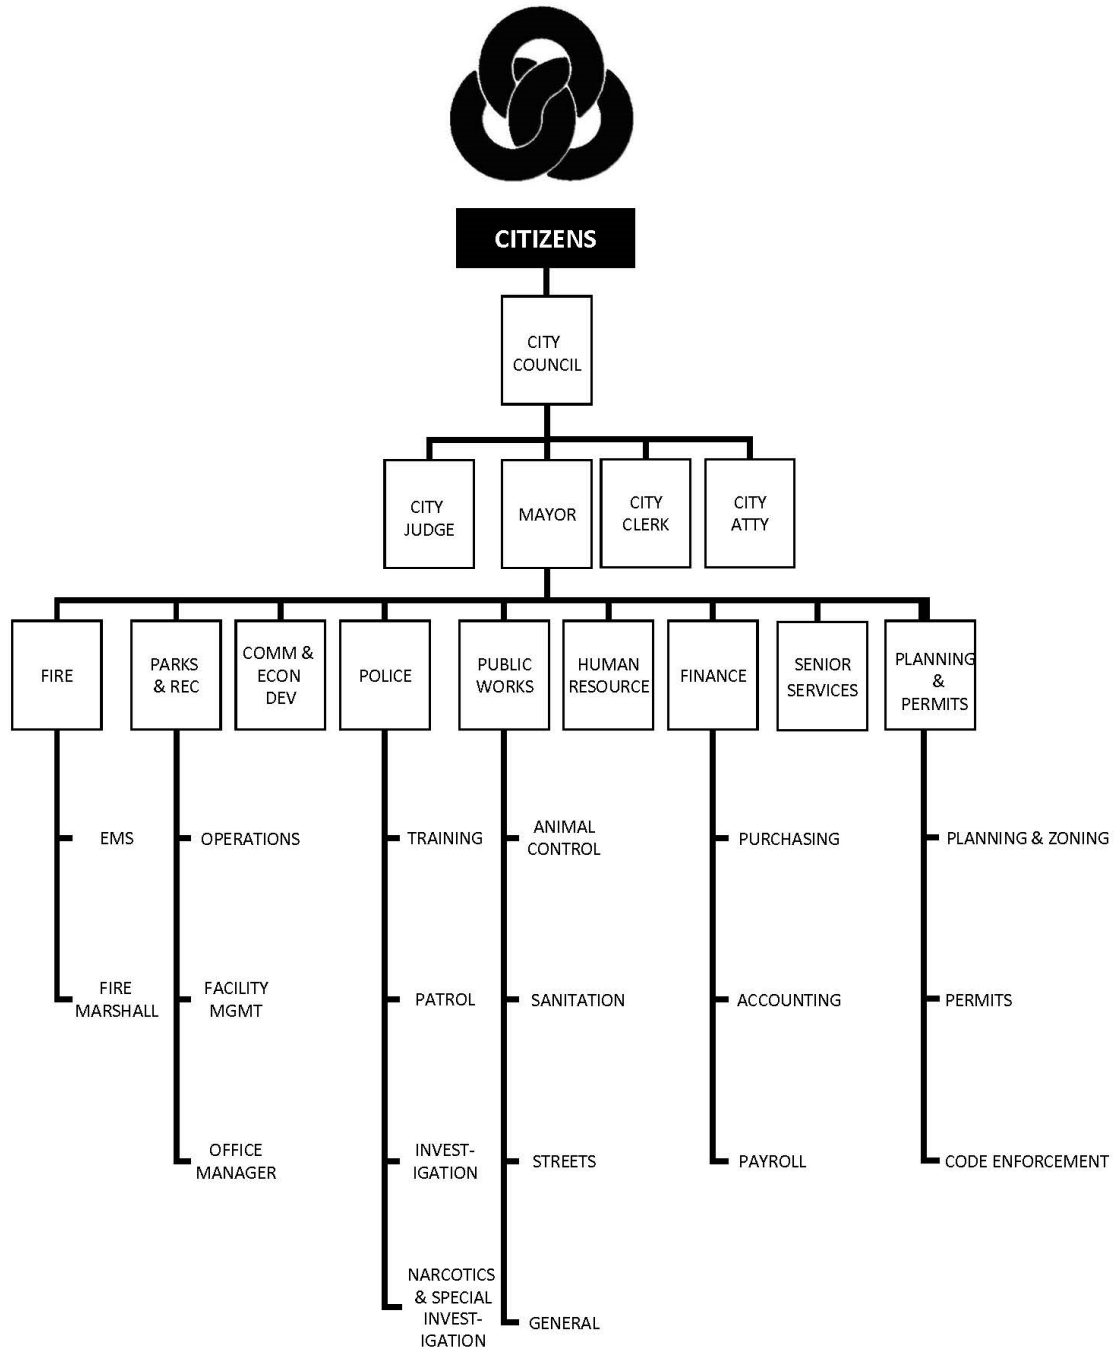 CITIZENS
CITY
COUNCIL
CITY
JUDGE
MAYOR
CITY
CLERK
CITY
ATTY
FIRE
PARKS
& REC
COMM &
ECON
DEV
POLICE
PUBLIC
WORKS
HUMAN
RESOURCE
FINANCE
SENIOR
SERVICES
PLANNING
&
PERMITS
EMS
OPERATIONS
TRAINING
ANIMAL
CONTROL
PURCHASING
PLANNING & ZONING
FIRE
MARSHALL
FACILITY
MGMT
PATROL
SANITATION
ACCOUNTING
PERMITS
OFFICE
MANAGER
INVEST-
IGATION
STREETS
PAYROLL
CODE ENFORCEMENT
NARCOTICS
& SPECIAL
INVEST-
IGATION
GENERAL